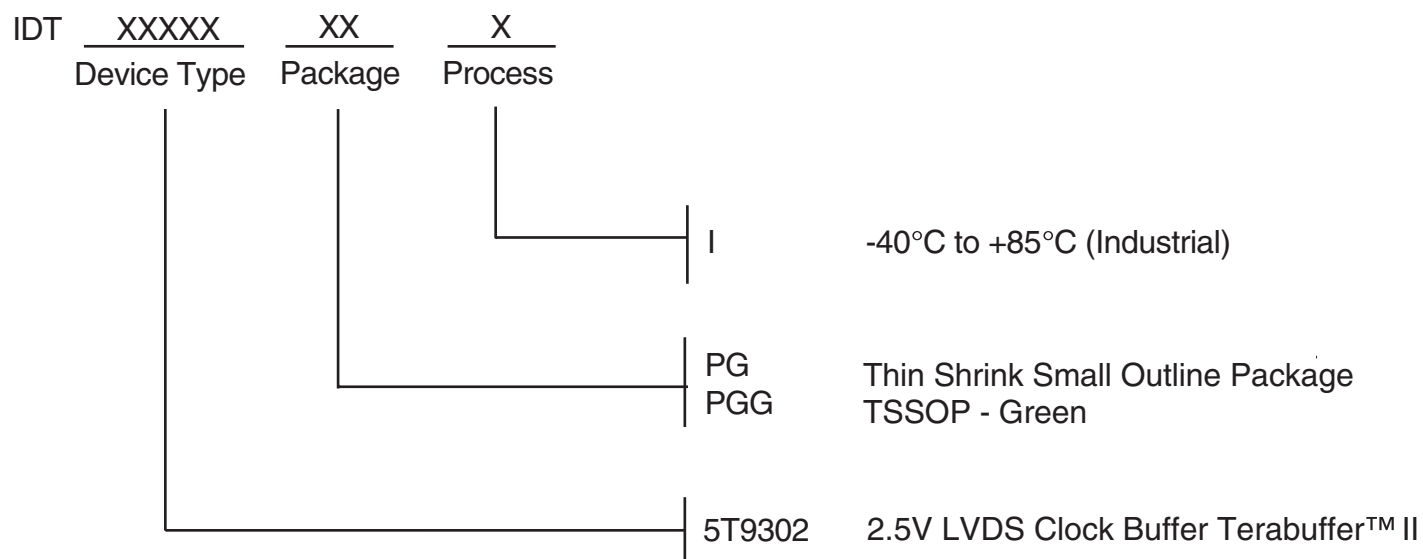 IDT XXXXX XX X
Device Type Package Process
I -40°C to +85°C (Industrial)
PG Thin Shrink Small Outline Package
PGG TSSOP - Green
5T9302 2.5V LVDS Clock Buffer Terabuffer™ II